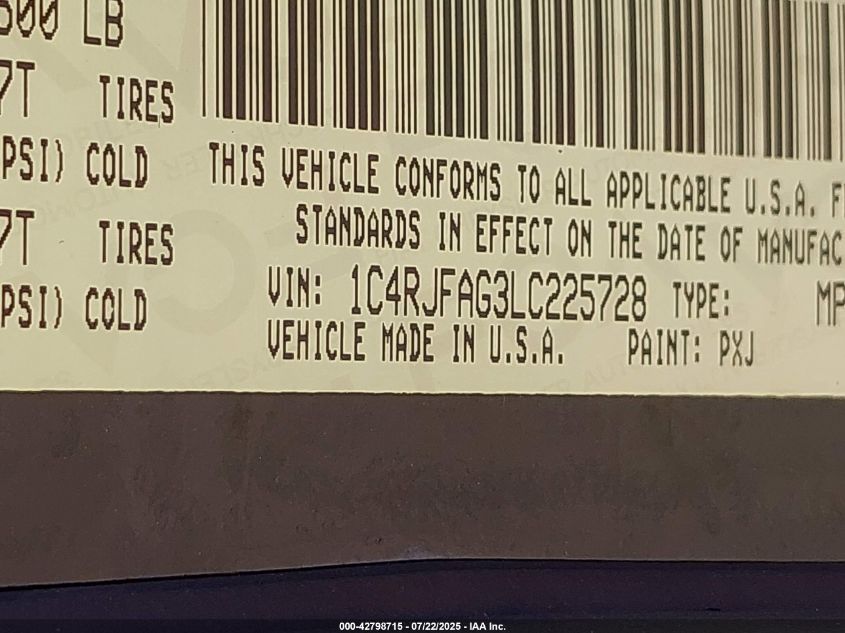 600 LB
7T TIRES
PSI) COLD
7T TIRES
PSI) COLD
THIS VEHICLE CONFORMS TO ALL APPLICABLE U.S.A. F
STANDARDS IN EFFECT ON THE DATE OF MANUFAC
VIN: 1C4RJFAG3LC225728 TYPE: MP
VEHICLE MADE IN U.S.A. PAINT: PXJ
000-42798715 - 07/22/2025 - IAA Inc.